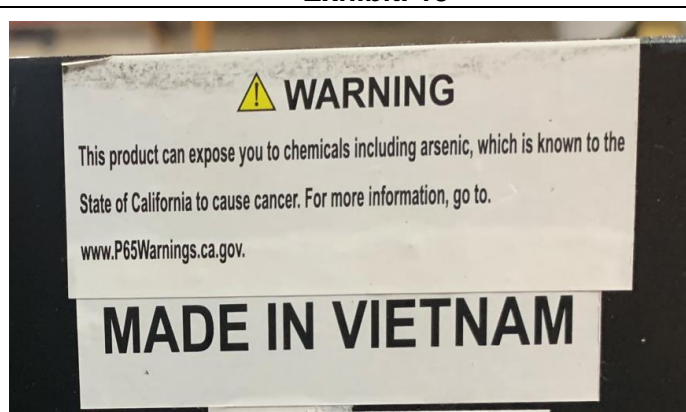 WARNING
This product can expose you to chemicals including arsenic, which is known to the
State of California to cause cancer. For more information, go to.
www.P65Warnings.ca.gov.
MADE IN VIETNAM